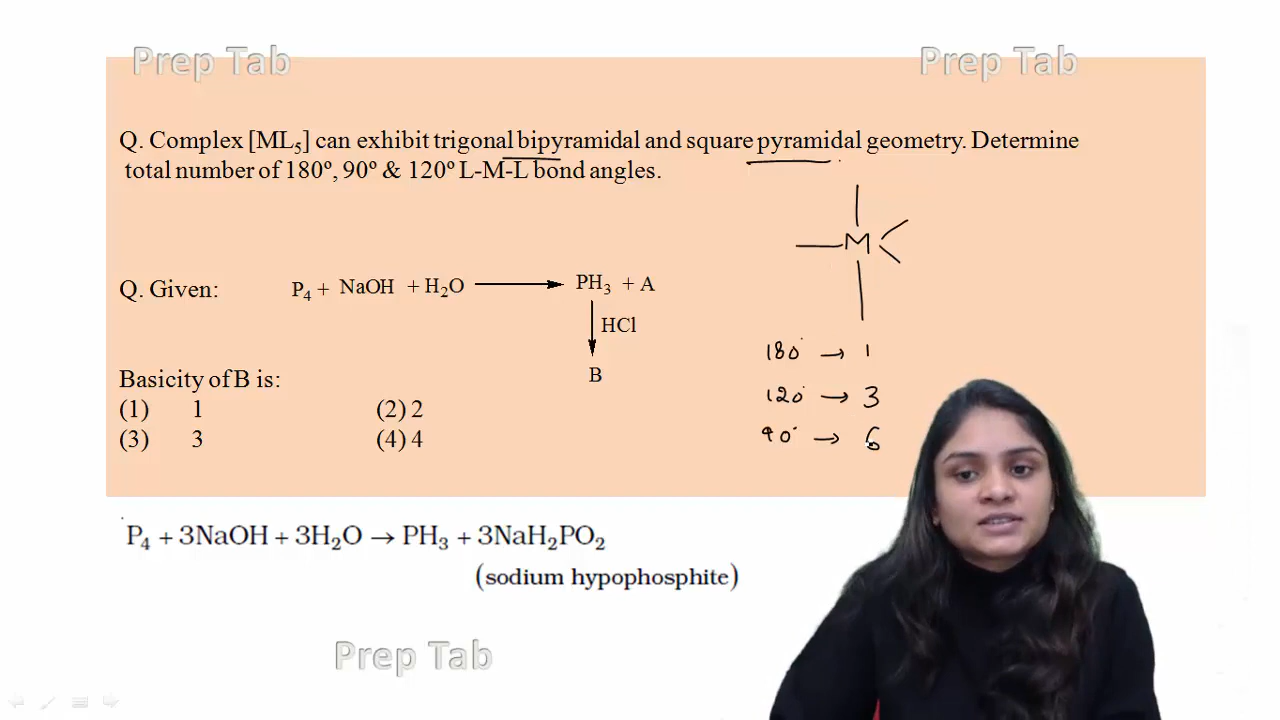 Prep Tab
Prep Tab
Q. Complex [ML₅] can exhibit trigonal bipyramidal and square pyramidal geometry. Determine
total number of 180º, 90º & 120º L-M-L bond angles.
M
Q. Given: P₄ + NaOH + H₂O ⟶ PH₃ + A
HCl
B
180° → 1
120° → 3
90° → 6
Basicity of B is:
(1) 1 (2) 2
(3) 3 (4) 4
P₄ + 3NaOH + 3H₂O → PH₃ + 3NaH₂PO₂
(sodium hypophosphite)
Prep Tab